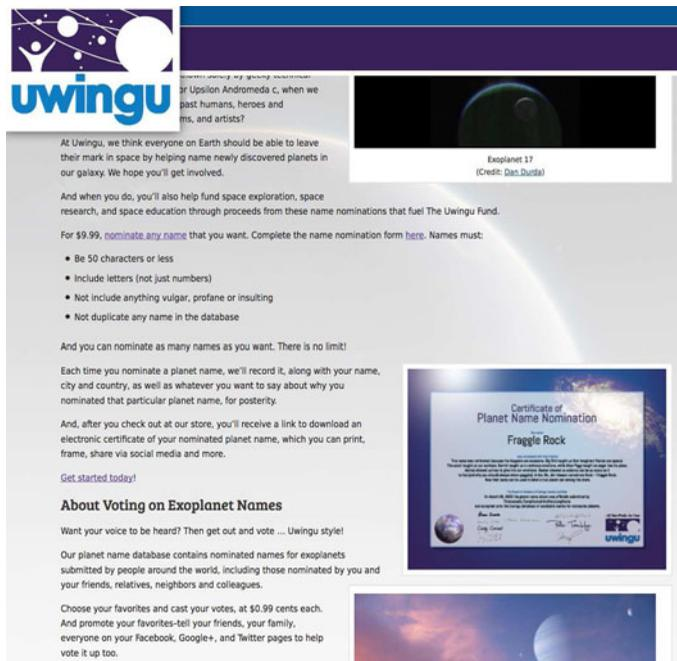 uwingu
known solely by geeky technical
or Upsilon Andromeda c, when we
past humans, heroes and
ms, and artists?
At Uwingu, we think everyone on Earth should be able to leave
their mark in space by helping name newly discovered planets in
our galaxy. We hope you'll get involved.
Exoplanet 17
(Credit: Dan Durda)
And when you do, you'll also help fund space exploration, space
research, and space education through proceeds from these name nominations that fuel The Uwingu Fund.
For $9.99, nominate any name that you want. Complete the name nomination form here. Names must:
• Be 50 characters or less
• Include letters (not just numbers)
• Not include anything vulgar, profane or insulting
• Not duplicate any name in the database
And you can nominate as many names as you want. There is no limit!
Each time you nominate a planet name, we'll record it, along with your name,
city and country, as well as whatever you want to say about why you
nominated that particular planet name, for posterity.
And, after you check out at our store, you'll receive a link to download an
electronic certificate of your nominated planet name, which you can print,
frame, share via social media and more.
Get started today!
Certificate of
Planet Name Nomination
Fraggle Rock
uwingu
About Voting on Exoplanet Names
Want your voice to be heard? Then get out and vote ... Uwingu style!
Our planet name database contains nominated names for exoplanets
submitted by people around the world, including those nominated by you and
your friends, relatives, neighbors and colleagues.
Choose your favorites and cast your votes, at $0.99 cents each.
And promote your favorites–tell your friends, your family,
everyone on your Facebook, Google+, and Twitter pages to help
vote it up too.